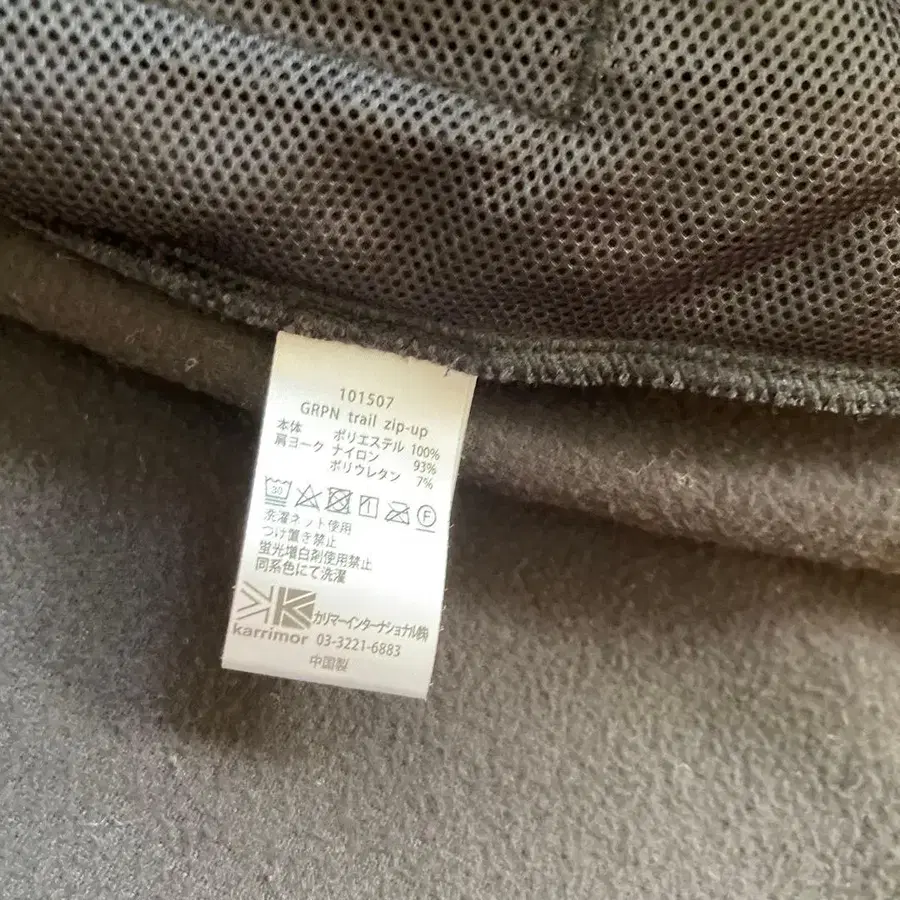 101507
GRPN trail zip-up
本体 ポリエステル 100%
肩ヨーク ナイロン 93%
ポリウレタン 7%
30 1 F
洗濯ネット使用
つけ置き禁止
蛍光増白剤使用禁止
同系色にて洗濯
カリマーインターナショナル㈱
karrimor 03-3221-6883
中国製